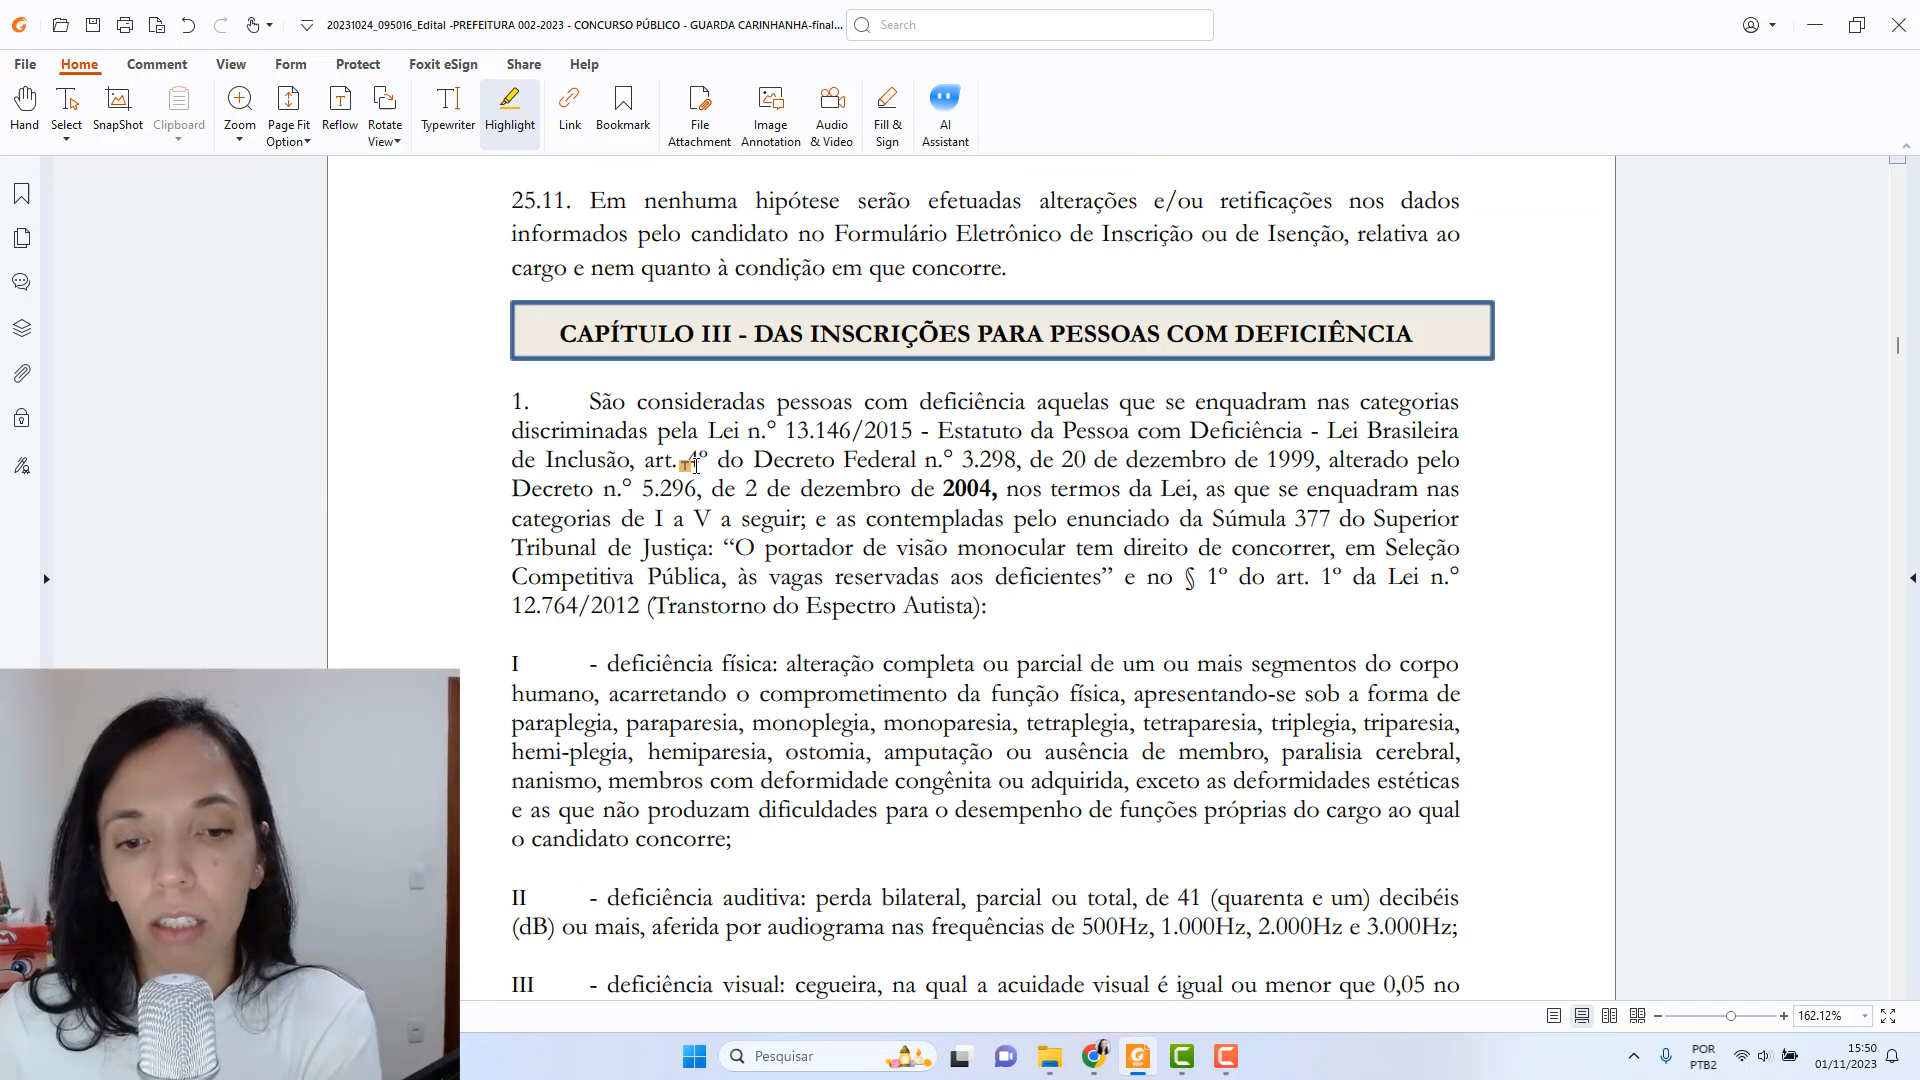 20231024_095016_Edital -PREFEITURA 002-2023 - CONCURSO PÚBLICO - GUARDA CARINHANHA-final...
Search
File Home Comment View Form Protect Foxit eSign Share Help
Hand
Select
SnapShot
Clipboard
Zoom
Page Fit
Option
Reflow
Rotate
View
Typewriter
Highlight
Link
Bookmark
File
Attachment
Image
Annotation
Audio
& Video
Fill &
Sign
AI
Assistant
25.11. Em nenhuma hipótese serão efetuadas alterações e/ou retificações nos dados
informados pelo candidato no Formulário Eletrônico de Inscrição ou de Isenção, relativa ao
cargo e nem quanto à condição em que concorre.
CAPÍTULO III - DAS INSCRIÇÕES PARA PESSOAS COM DEFICIÊNCIA
1. São consideradas pessoas com deficiência aquelas que se enquadram nas categorias
discriminadas pela Lei n.° 13.146/2015 - Estatuto da Pessoa com Deficiência - Lei Brasileira
de Inclusão, art. 4º do Decreto Federal n.° 3.298, de 20 de dezembro de 1999, alterado pelo
Decreto n.° 5.296, de 2 de dezembro de 2004, nos termos da Lei, as que se enquadram nas
categorias de I a V a seguir; e as contempladas pelo enunciado da Súmula 377 do Superior
Tribunal de Justiça: “O portador de visão monocular tem direito de concorrer, em Seleção
Competitiva Pública, às vagas reservadas aos deficientes” e no § 1º do art. 1º da Lei n.°
12.764/2012 (Transtorno do Espectro Autista):
I - deficiência física: alteração completa ou parcial de um ou mais segmentos do corpo
humano, acarretando o comprometimento da função física, apresentando-se sob a forma de
paraplegia, paraparesia, monoplegia, monoparesia, tetraplegia, tetraparesia, triplegia, triparesia,
hemi-plegia, hemiparesia, ostomia, amputação ou ausência de membro, paralisia cerebral,
nanismo, membros com deformidade congênita ou adquirida, exceto as deformidades estéticas
e as que não produzam dificuldades para o desempenho de funções próprias do cargo ao qual
o candidato concorre;
II - deficiência auditiva: perda bilateral, parcial ou total, de 41 (quarenta e um) decibéis
(dB) ou mais, aferida por audiograma nas frequências de 500Hz, 1.000Hz, 2.000Hz e 3.000Hz;
III - deficiência visual: cegueira, na qual a acuidade visual é igual ou menor que 0,05 no
162.12%
Pesquisar
POR
PTB2
15:50
01/11/2023